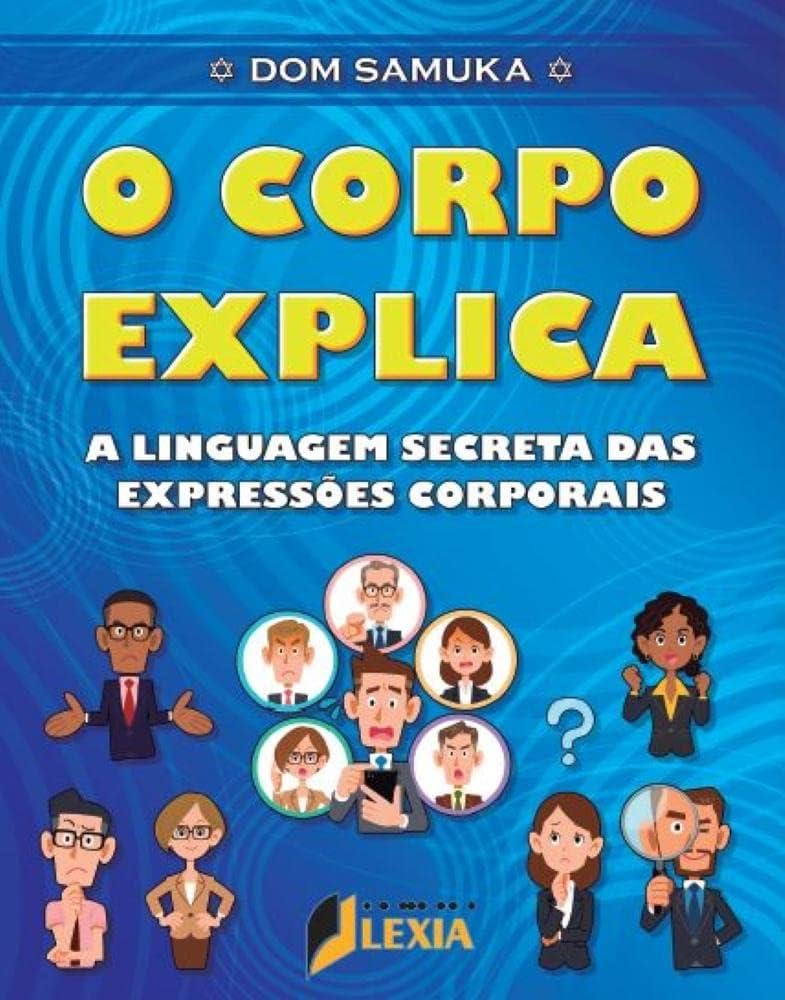 DOM SAMUKA
O CORPO
EXPLICA
A LINGUAGEM SECRETA DAS
EXPRESSÕES CORPORAIS
?
LEXIA